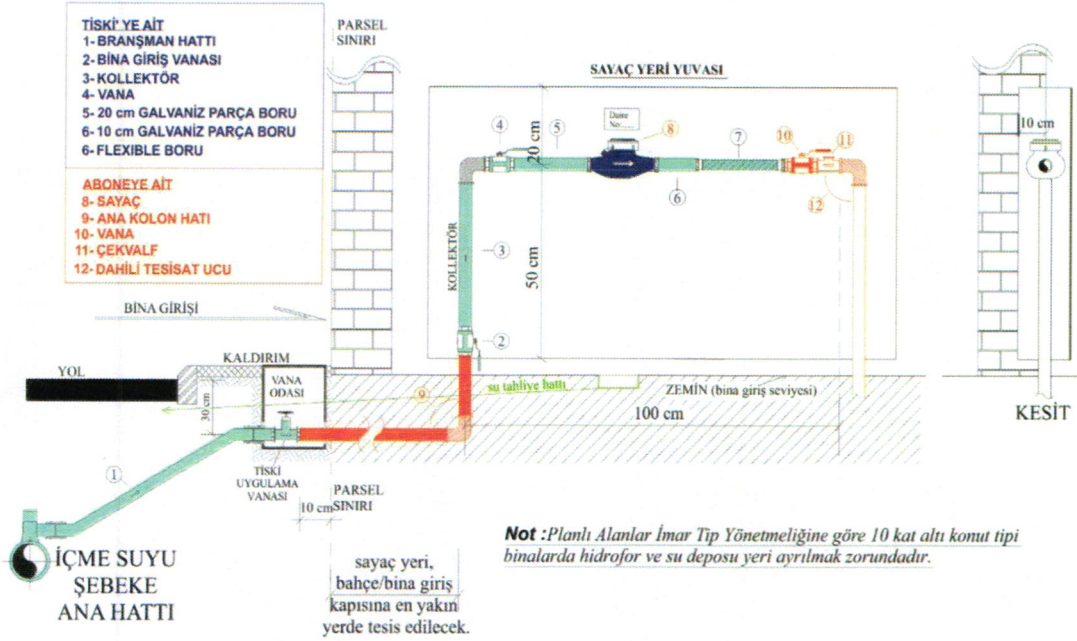 TİSKİ' YE AİT
1- BRANŞMAN HATTI
2- BİNA GİRİŞ VANASI
3- KOLLEKTÖR
4- VANA
5- 20 cm GALVANİZ PARÇA BORU
6- 10 cm GALVANİZ PARÇA BORU
6- FLEXIBLE BORU
ABONEYE AİT
8- SAYAÇ
9- ANA KOLON HATI
10- VANA
11- ÇEKVALF
12- DAHİLİ TESİSAT UCU
PARSEL
SINIRI
BİNA GİRİŞİ
SAYAÇ YERİ YUVASI
Daire
No:......
4
5
8
7
10
11
6
12
20 cm
KOLLEKTÖR
3
50 cm
2
10 cm
KESİT
YOL
KALDIRIM
VANA
ODASI
30 cm
9
su tahliye hattı
ZEMİN (bina giriş seviyesi)
100 cm
1
TİSKİ
UYGULAMA
VANASI
10 cm
PARSEL
SINIRI
İÇME SUYU
ŞEBEKE
ANA HATTI
sayaç yeri,
bahçe/bina giriş
kapısına en yakın
yerde tesis edilecek.
Not :Planlı Alanlar İmar Tip Yönetmeliğine göre 10 kat altı konut tipi
binalarda hidrofor ve su deposu yeri ayrılmak zorundadır.